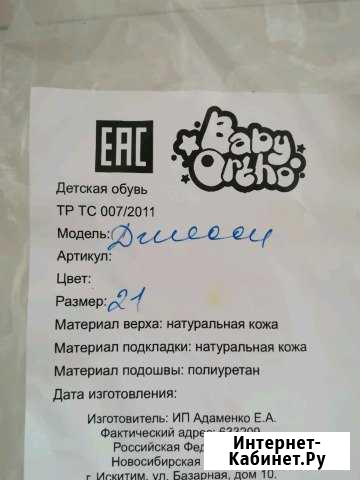 EAC
Baby
Ortho
Детская обувь
ТР ТС 007/2011
Модель:
Артикул:
Цвет:
Размер: 21
Материал верха: натуральная кожа
Материал подкладки: натуральная кожа
Материал подошвы: полиуретан
Дата изготовления:
Изготовитель: ИП Адаменко Е.А.
Фактический адрес: 633209
Российская Фе
Новосибирская
г. Искитим, ул. Базарная, дом 10.
Интернет-
Кабинет.Ру